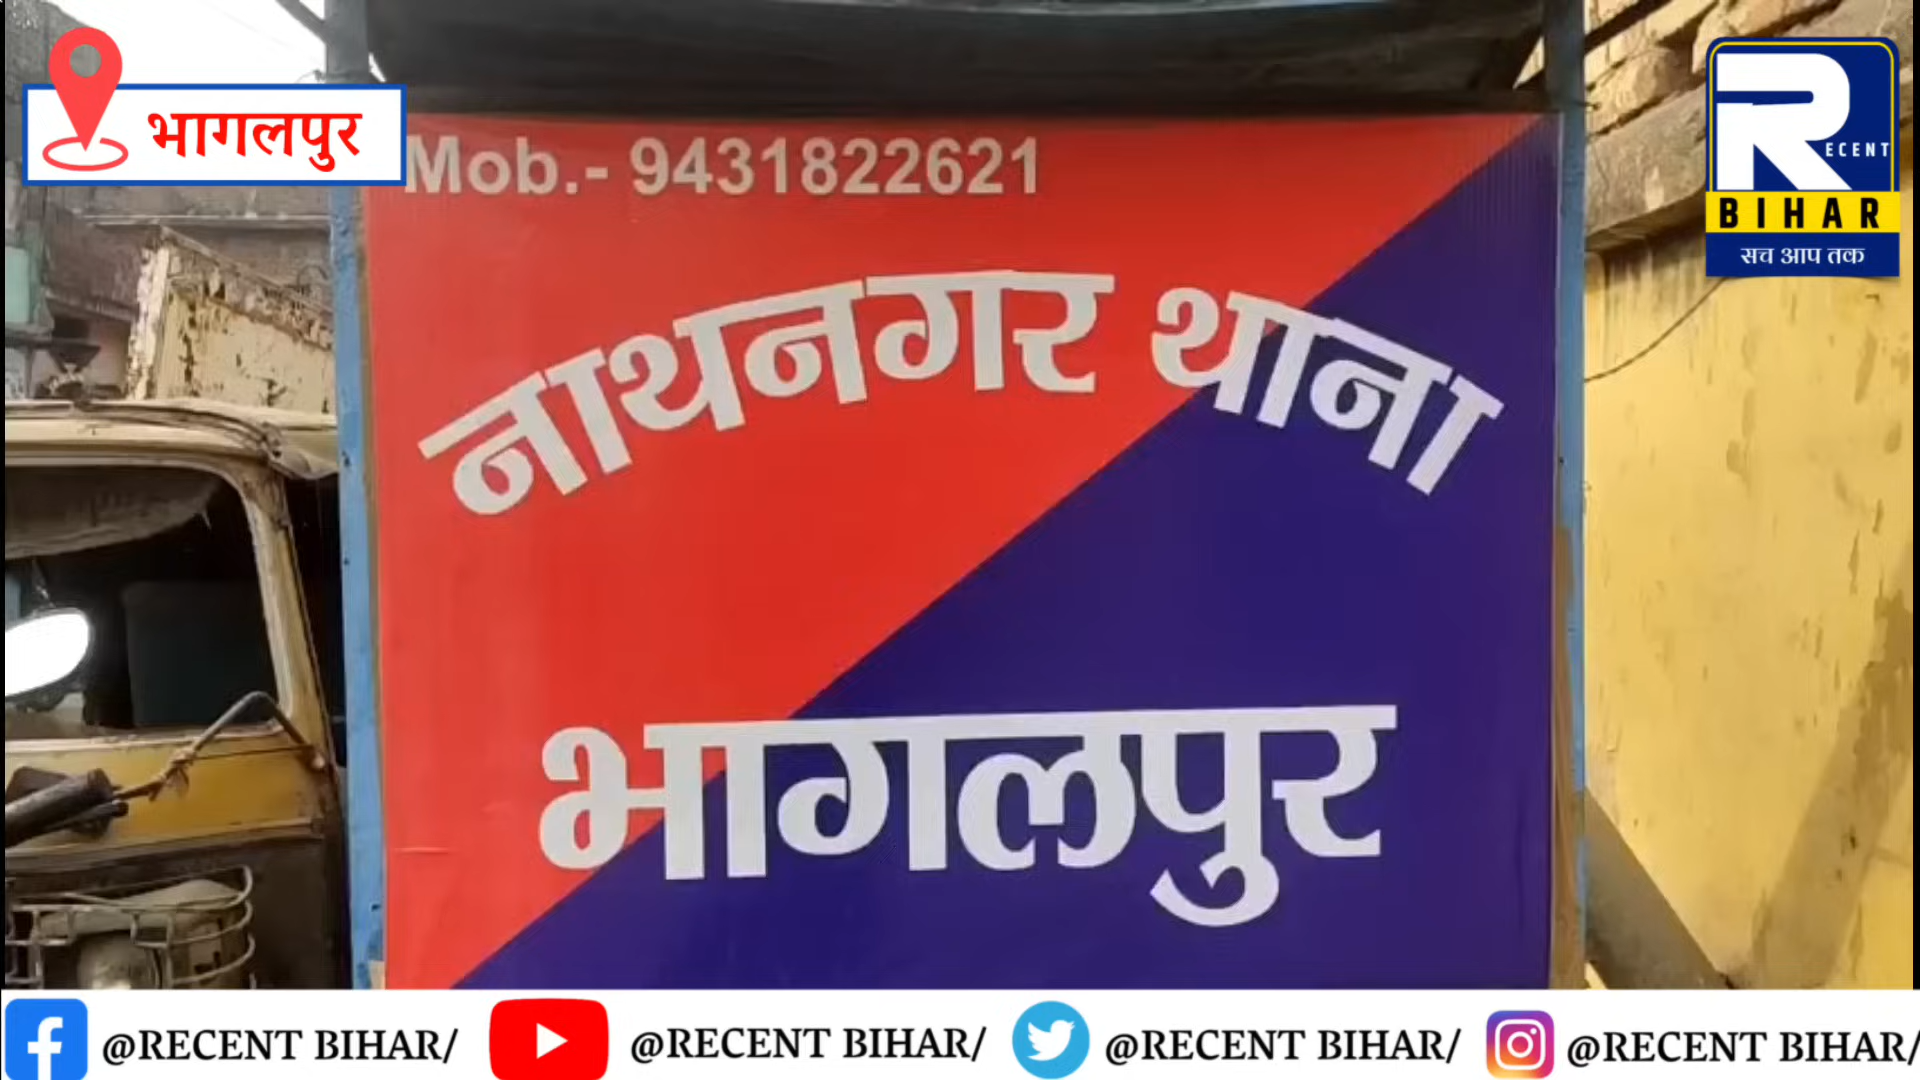 भागलपुर
Mob.- 9431822621
RECENT
BIHAR
सच आप तक
नाथनगर थाना
भागलपुर
@RECENT BIHAR/ @RECENT BIHAR/ @RECENT BIHAR/ @RECENT BIHAR/